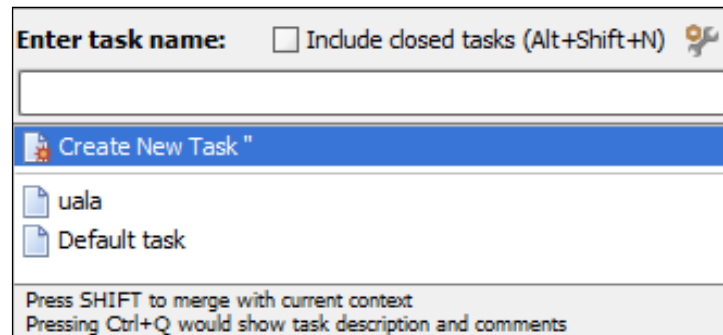 Enter task name: Include closed tasks (Alt+Shift+N)
Create New Task "
uala
Default task
Press SHIFT to merge with current context
Pressing Ctrl+Q would show task description and comments